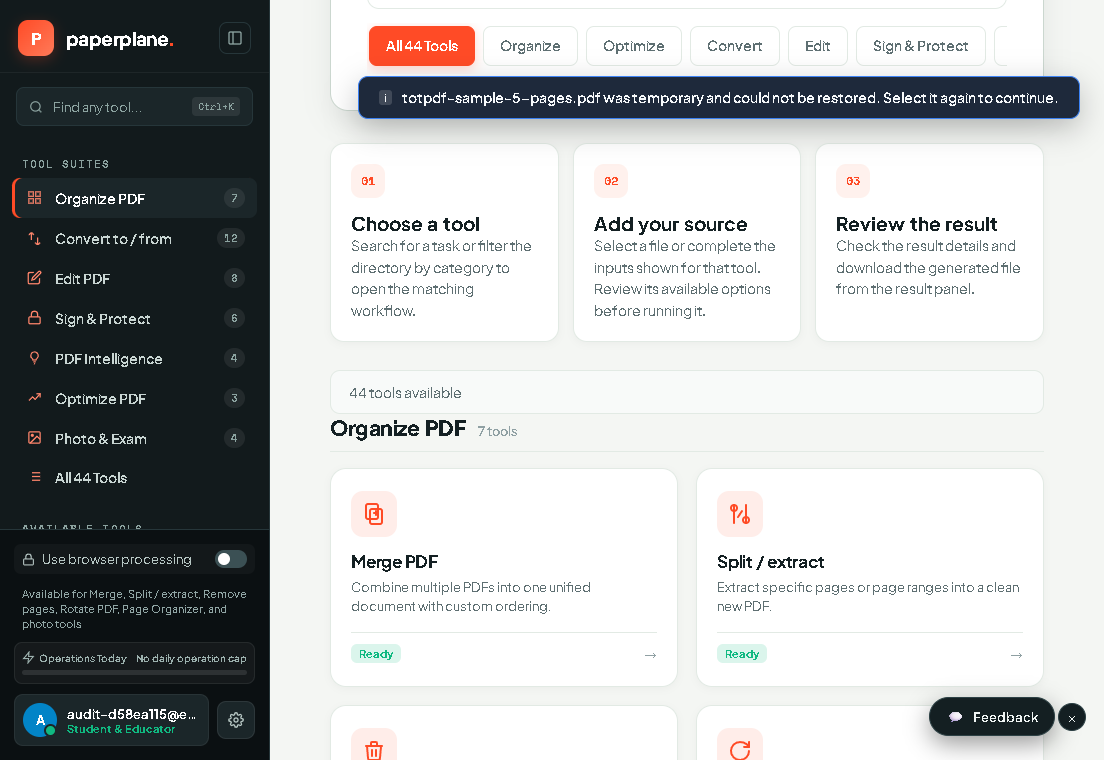 P paperplane.
Find any tool... Ctrl+K
TOOL SUITES
Organize PDF 7
Convert to / from 12
Edit PDF 8
Sign & Protect 6
PDF Intelligence 4
Optimize PDF 3
Photo & Exam 4
All 44 Tools
AVAILABLE TOOLS
Use browser processing
Available for Merge, Split / extract, Remove
pages, Rotate PDF, Page Organizer, and
photo tools
Operations Today No daily operation cap
A audit-d58ea115@e...
Student & Educator
All 44 Tools Organize Optimize Convert Edit Sign & Protect
i totpdf-sample-5-pages.pdf was temporary and could not be restored. Select it again to continue.
01
Choose a tool
Search for a task or filter the
directory by category to
open the matching
workflow.
02
Add your source
Select a file or complete the
inputs shown for that tool.
Review its available options
before running it.
03
Review the result
Check the result details and
download the generated file
from the result panel.
44 tools available
Organize PDF 7 tools
Merge PDF
Combine multiple PDFs into one unified
document with custom ordering.
Ready →
Split / extract
Extract specific pages or page ranges into a clean
new PDF.
Ready →
Feedback ×